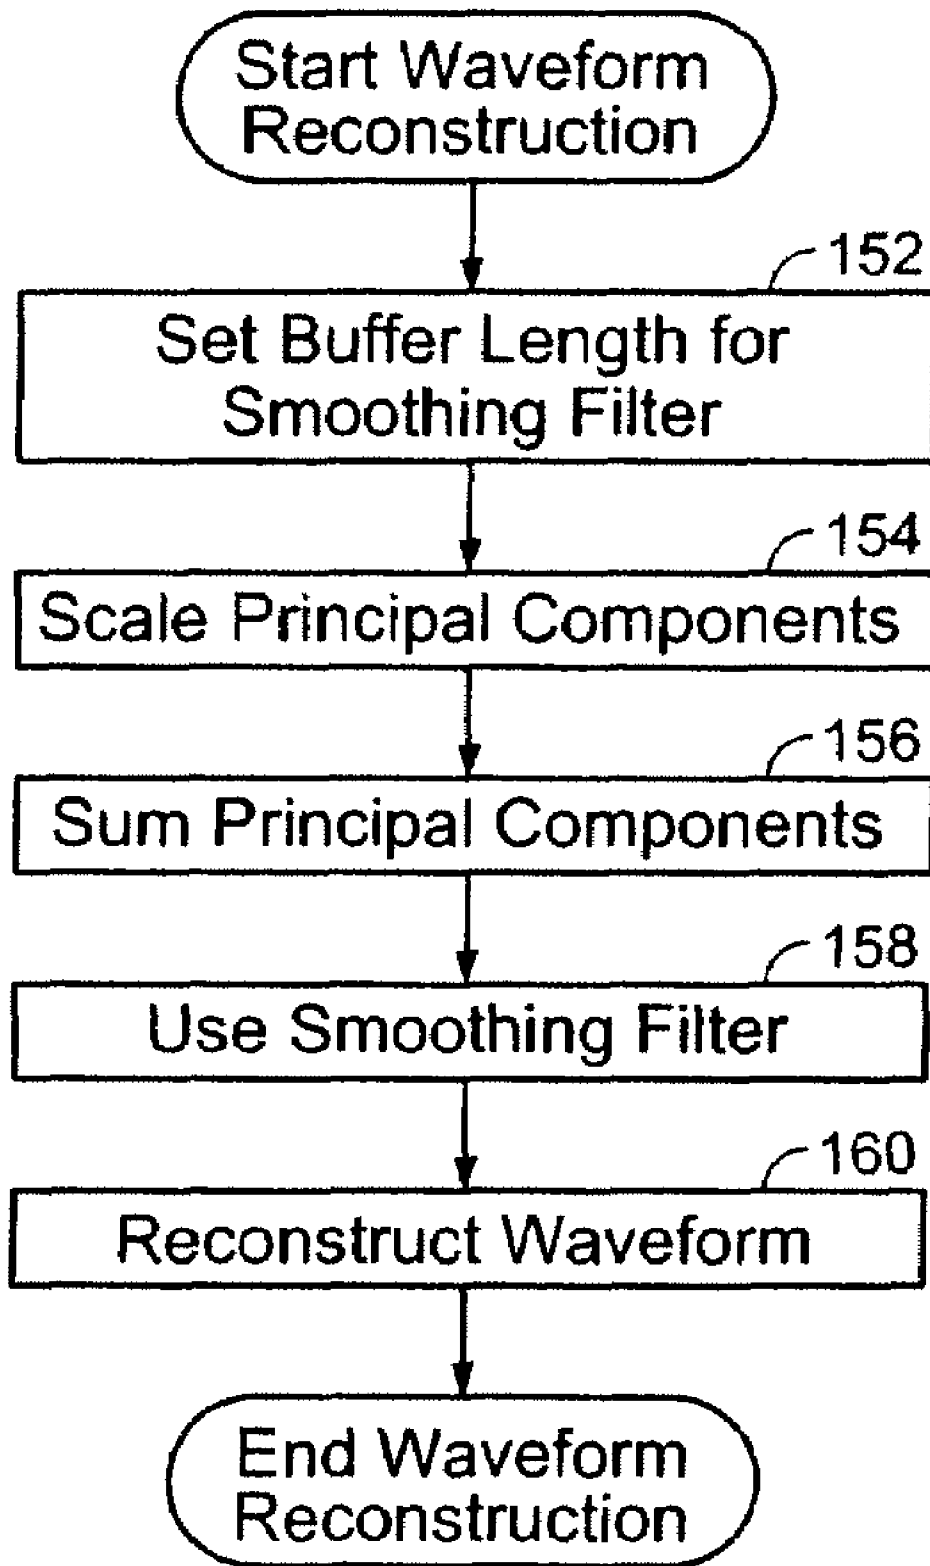 Start Waveform
Reconstruction
152
Set Buffer Length for
Smoothing Filter
154
Scale Principal Components
156
Sum Principal Components
158
Use Smoothing Filter
160
Reconstruct Waveform
End Waveform
Reconstruction